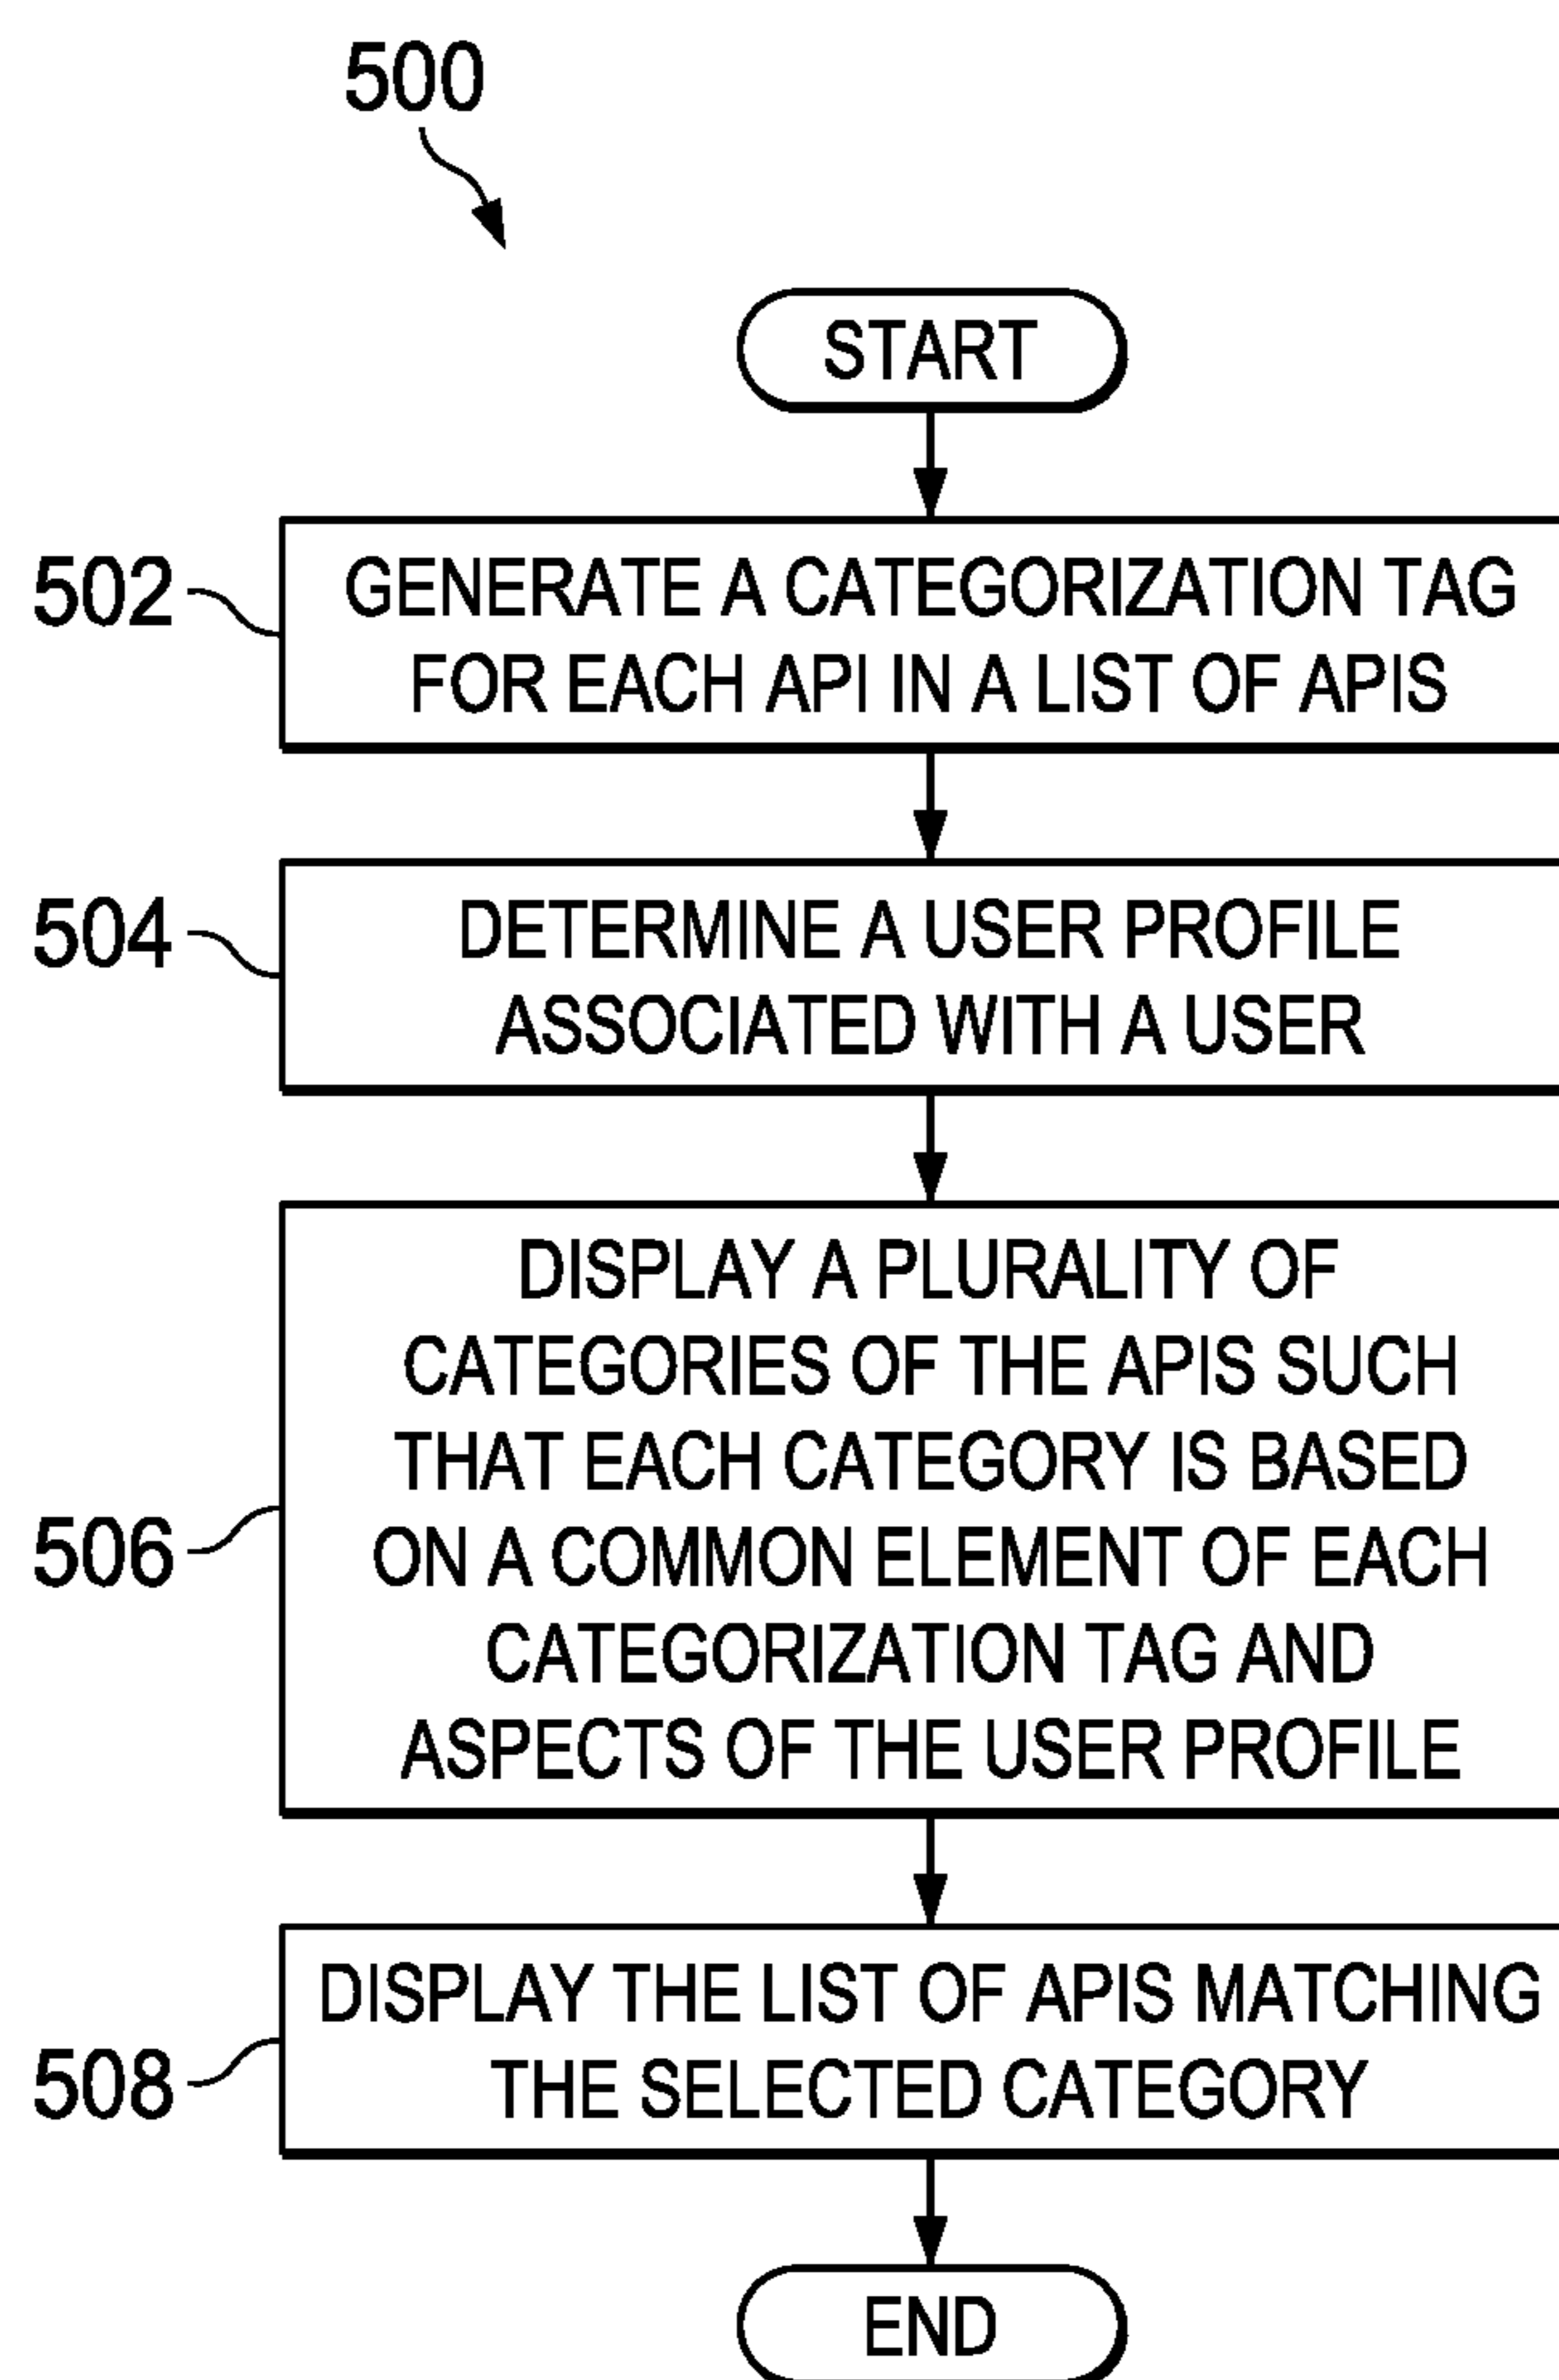 500
START
502
GENERATE A CATEGORIZATION TAG
FOR EACH API IN A LIST OF APIS
504
DETERMINE A USER PROFILE
ASSOCIATED WITH A USER
506
DISPLAY A PLURALITY OF
CATEGORIES OF THE APIS SUCH
THAT EACH CATEGORY IS BASED
ON A COMMON ELEMENT OF EACH
CATEGORIZATION TAG AND
ASPECTS OF THE USER PROFILE
508
DISPLAY THE LIST OF APIS MATCHING
THE SELECTED CATEGORY
END